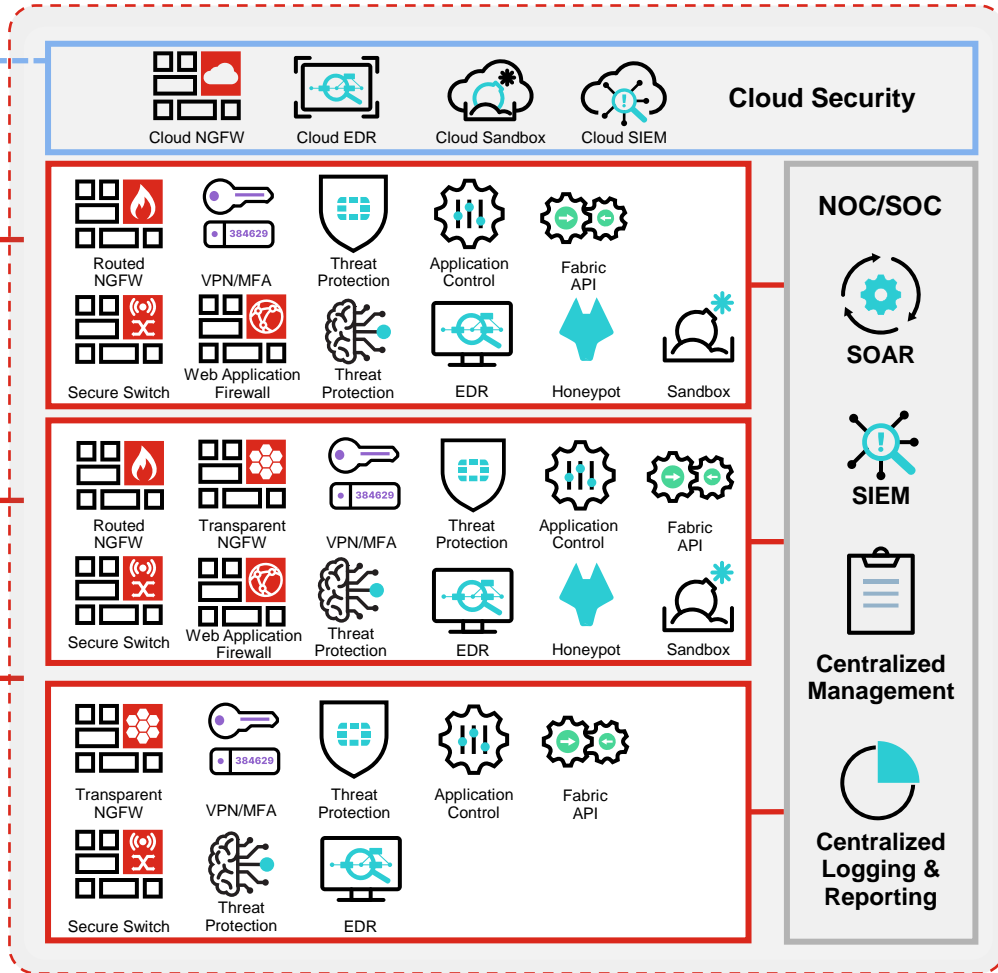 Cloud Security
Cloud NGFW
Cloud EDR
Cloud Sandbox
Cloud SIEM
384629
Routed
NGFW
VPN/MFA
Threat
Protection
Application
Control
Fabric
API
Secure Switch
Web Application
Firewall
Threat
Protection
EDR
Honeypot
Sandbox
384629
Routed
NGFW
Transparent
NGFW
VPN/MFA
Threat
Protection
Application
Control
Fabric
API
Secure Switch
Web Application
Firewall
Threat
Protection
EDR
Honeypot
Sandbox
384629
Transparent
NGFW
VPN/MFA
Threat
Protection
Application
Control
Fabric
API
Secure Switch
Threat
Protection
EDR
NOC/SOC
SOAR
SIEM
Centralized
Management
Centralized
Logging &
Reporting